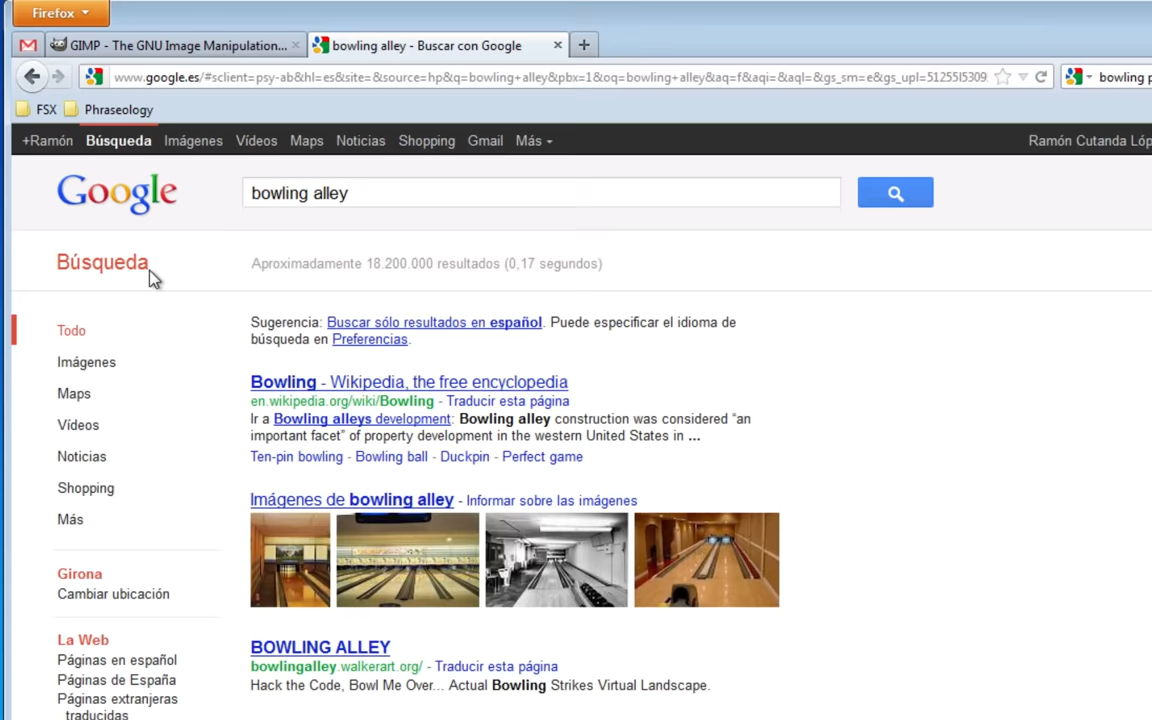 Firefox
GIMP - The GNU Image Manipulation...
bowling alley - Buscar con Google
www.google.es/#sclient=psy-ab&hl=es&site=&source=hp&q=bowling+alley&pbx=1&oq=bowling+alley&aq=f&aqi=&aql=&gs_sm=e&gs_upl=51255l5309
bowling p
FSX
Phraseology
+Ramón Búsqueda Imágenes Vídeos Maps Noticias Shopping Gmail Más
Ramón Cutanda Lóp
Google
bowling alley
Búsqueda
Aproximadamente 18.200.000 resultados (0,17 segundos)
Todo
Imágenes
Maps
Vídeos
Noticias
Shopping
Más
Girona
Cambiar ubicación
La Web
Páginas en español
Páginas de España
Páginas extranjeras
traducidas
Sugerencia: Buscar sólo resultados en español. Puede especificar el idioma de
búsqueda en Preferencias.
Bowling - Wikipedia, the free encyclopedia
en.wikipedia.org/wiki/Bowling - Traducir esta página
Ir a Bowling alleys development: Bowling alley construction was considered “an
important facet” of property development in the western United States in ...
Ten-pin bowling - Bowling ball - Duckpin - Perfect game
Imágenes de bowling alley - Informar sobre las imágenes
BOWLING ALLEY
bowlingalley.walkerart.org/ - Traducir esta página
Hack the Code, Bowl Me Over... Actual Bowling Strikes Virtual Landscape.